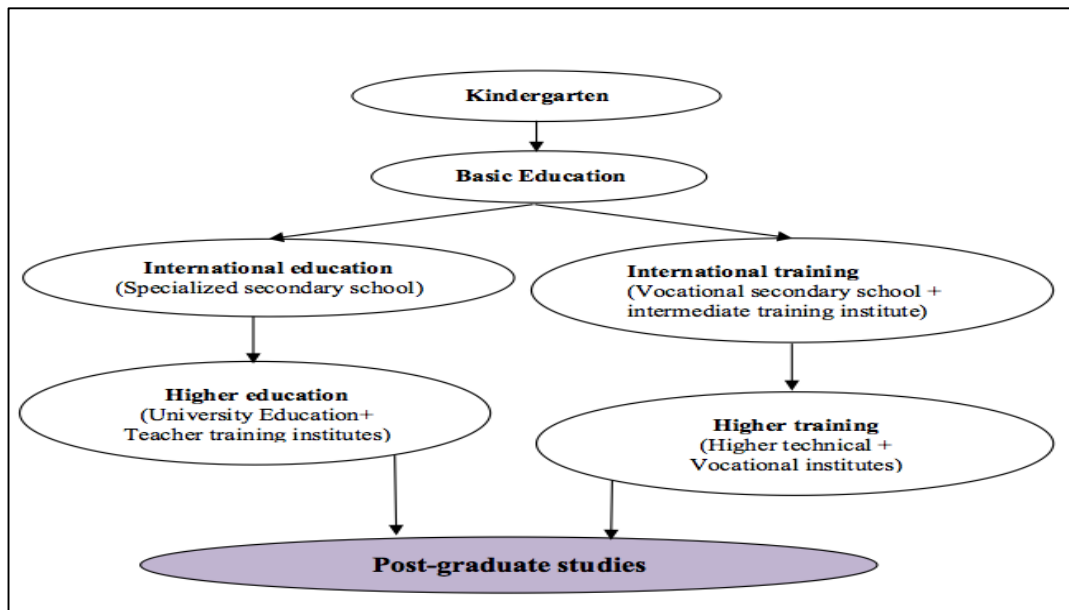 Kindergarten
Basic Education
International education
(Specialized secondary school)
International training
(Vocational secondary school +
intermediate training institute)
Higher education
(University Education+
Teacher training institutes)
Higher training
(Higher technical +
Vocational institutes)
Post-graduate studies